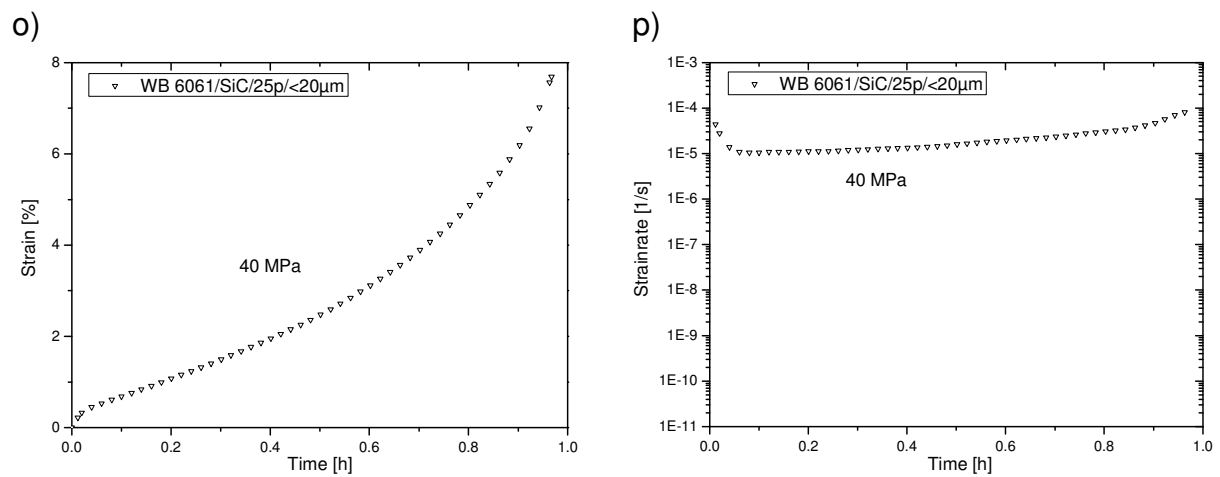 o)
WB 6061/SiC/25p/<20µm
8
6
4
2
0
Strain [%]
40 MPa
0.0 0.2 0.4 0.6 0.8 1.0
Time [h]
p)
WB 6061/SiC/25p/<20µm
1E-3
1E-4
1E-5
1E-6
1E-7
1E-8
1E-9
1E-10
1E-11
Strainrate [1/s]
40 MPa
0.0 0.2 0.4 0.6 0.8 1.0
Time [h]